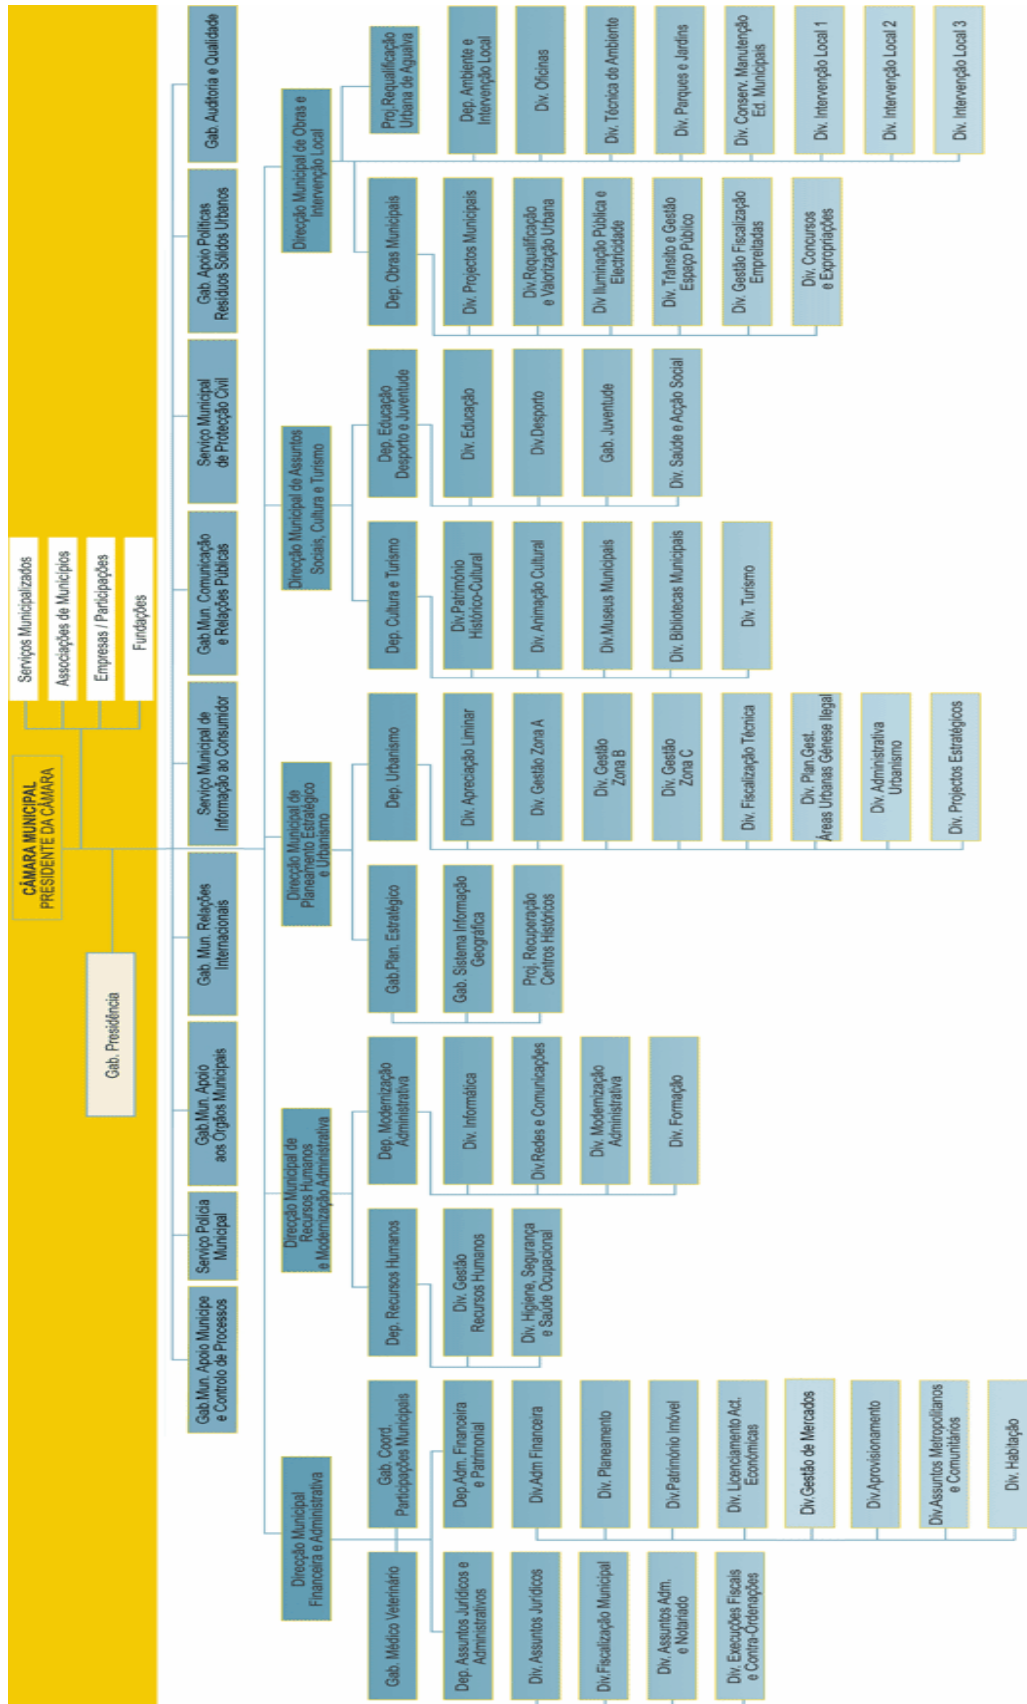 CÂMARA MUNICIPAL
PRESIDENTE DA CÂMARA
Serviços Municipalizados
Associações de Municípios
Empresas / Participações
Fundações
Gab. Presidência
Gab.Mun. Apoio Munícipe
e Controlo de Processos
Serviço Polícia
Municipal
Gab.Mun. Apoio
aos Órgãos Municipais
Gab. Mun. Relações
Internacionais
Serviço Municipal de
Informação ao Consumidor
Gab Mun. Comunicação
e Relações Públicas
Serviço Municipal
de Protecção Civil
Gab. Apoio Políticas
Resíduos Sólidos Urbanos
Gab. Auditoria e Qualidade
Direcção Municipal
Financeira e Administrativa
Gab. Médico Veterinário
Gab. Coord.
Participações Municipais
Dep. Assuntos Jurídicos e
Administrativos
Div. Assuntos Jurídicos
Div.Fiscalização Municipal
Div. Assuntos Adm.
e Notariado
Div. Execuções Fiscais
e Contra-Ordenações
Dep.Adm. Financeira
e Patrimonial
Div.Adm Financeira
Div. Planeamento
Div.Património Imóvel
Div. Licenciamento Act.
Económicas
Div.Gestão de Mercados
Div.Aprovisionamento
Div.Assuntos Metropolitanos
e Comunitários
Div. Habitação
Direcção Municipal de
Recursos Humanos
e Modernização Administrativa
Dep. Recursos Humanos
Div. Gestão
Recursos Humanos
Div. Higiene, Segurança
e Saúde Ocupacional
Dep. Modernização
Administrativa
Div. Informática
Div.Redes e Comunicações
Div. Modernização
Administrativa
Div. Formação
Direcção Municipal de
Planeamento Estratégico
e Urbanismo
Gab.Plan. Estratégico
Gab. Sistema Informação
Geográfica
Proj. Recuperação
Centros Históricos
Dep. Urbanismo
Div. Apreciação Liminar
Div. Gestão Zona A
Div. Gestão
Zona B
Div. Gestão
Zona C
Div. Fiscalização Técnica
Div. Plan.Gest.
Áreas Urbanas Génese Ilegal
Div. Administrativa
Urbanismo
Div. Projectos Estratégicos
Direcção Municipal de Assuntos
Sociais, Cultura e Turismo
Dep. Cultura e Turismo
Div.Património
Histórico-Cultural
Div. Animação Cultural
Div.Museus Municipais
Div. Bibliotecas Municipais
Div. Turismo
Dep. Educação
Desporto e Juventude
Div. Educação
Div.Desporto
Gab. Juventude
Div. Saúde e Acção Social
Direcção Municipal de Obras e
Intervenção Local
Proj.Requalificação
Urbana de Agualva
Dep. Obras Municipais
Div. Projectos Municipais
Div.Requalificação
e Valorização Urbana
Div Iluminação Pública e
Electricidade
Div. Trânsito e Gestão
Espaço Público
Div. Gestão Fiscalização
Empreitadas
Div. Concursos
e Expropriações
Dep. Ambiente e
Intervenção Local
Div. Oficinas
Div. Técnica de Ambiente
Div. Parques e Jardins
Div. Conserv. Manutenção
Ed. Municipais
Div. Intervenção Local 1
Div. Intervenção Local 2
Div. Intervenção Local 3